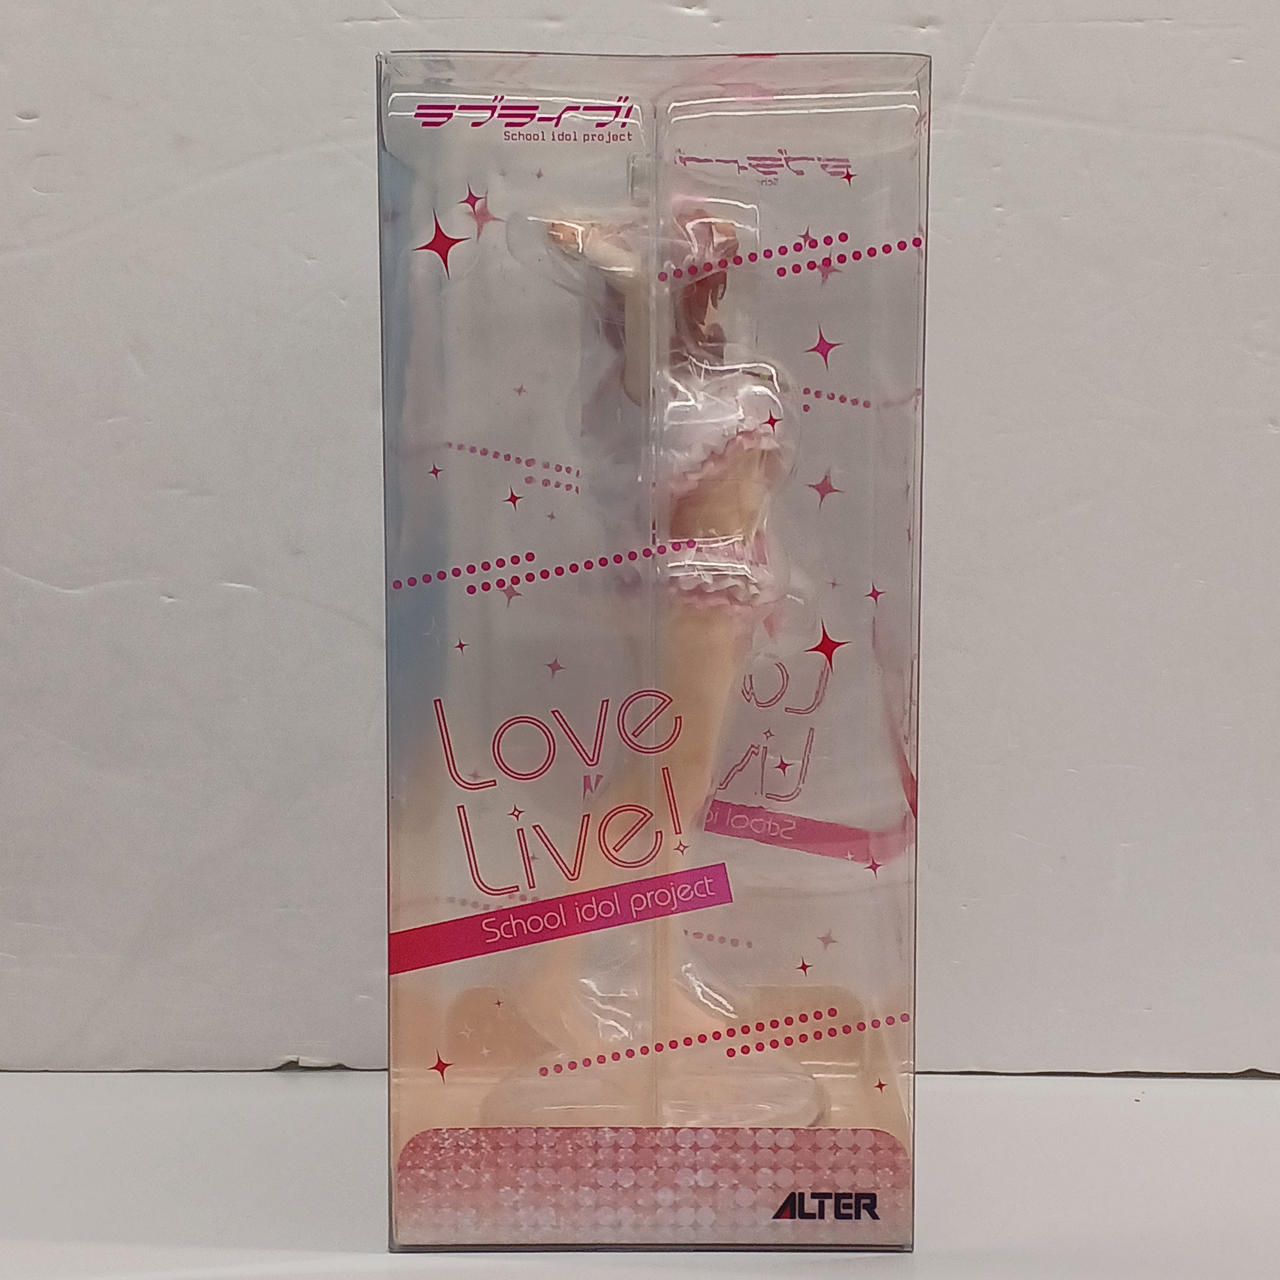 ラブライブ!
School idol project
Love
Live!
School idol project
ALTER